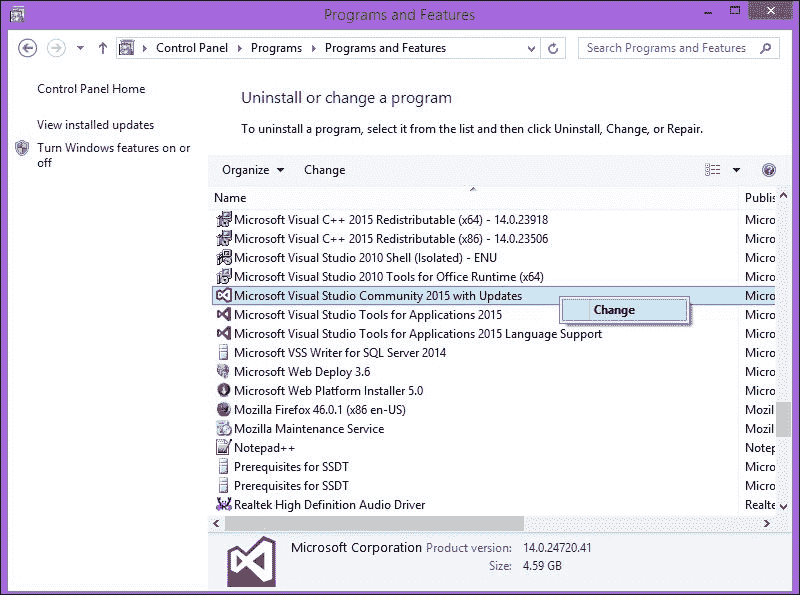 Programs and Features
Control Panel Programs Programs and Features
Search Programs and Features
Control Panel Home
View installed updates
Turn Windows features on or
off
Uninstall or change a program
To uninstall a program, select it from the list and then click Uninstall, Change, or Repair.
Organize Change
Name Publis
Microsoft Visual C++ 2015 Redistributable (x64) - 14.0.23918 Micro
Microsoft Visual C++ 2015 Redistributable (x86) - 14.0.23506 Micro
Microsoft Visual Studio 2010 Shell (Isolated) - ENU Micro
Microsoft Visual Studio 2010 Tools for Office Runtime (x64) Micro
Microsoft Visual Studio Community 2015 with Updates Micro
Change
Microsoft Visual Studio Tools for Applications 2015 Micro
Microsoft Visual Studio Tools for Applications 2015 Language Support Micro
Microsoft VSS Writer for SQL Server 2014 Micro
Microsoft Web Deploy 3.6 Micro
Microsoft Web Platform Installer 5.0 Micro
Mozilla Firefox 46.0.1 (x86 en-US) Mozil
Mozilla Maintenance Service Mozil
Notepad++ Notep
Prerequisites for SSDT Micro
Prerequisites for SSDT Micro
Realtek High Definition Audio Driver Realte
Microsoft Corporation Product version: 14.0.24720.41
Size: 4.59 GB